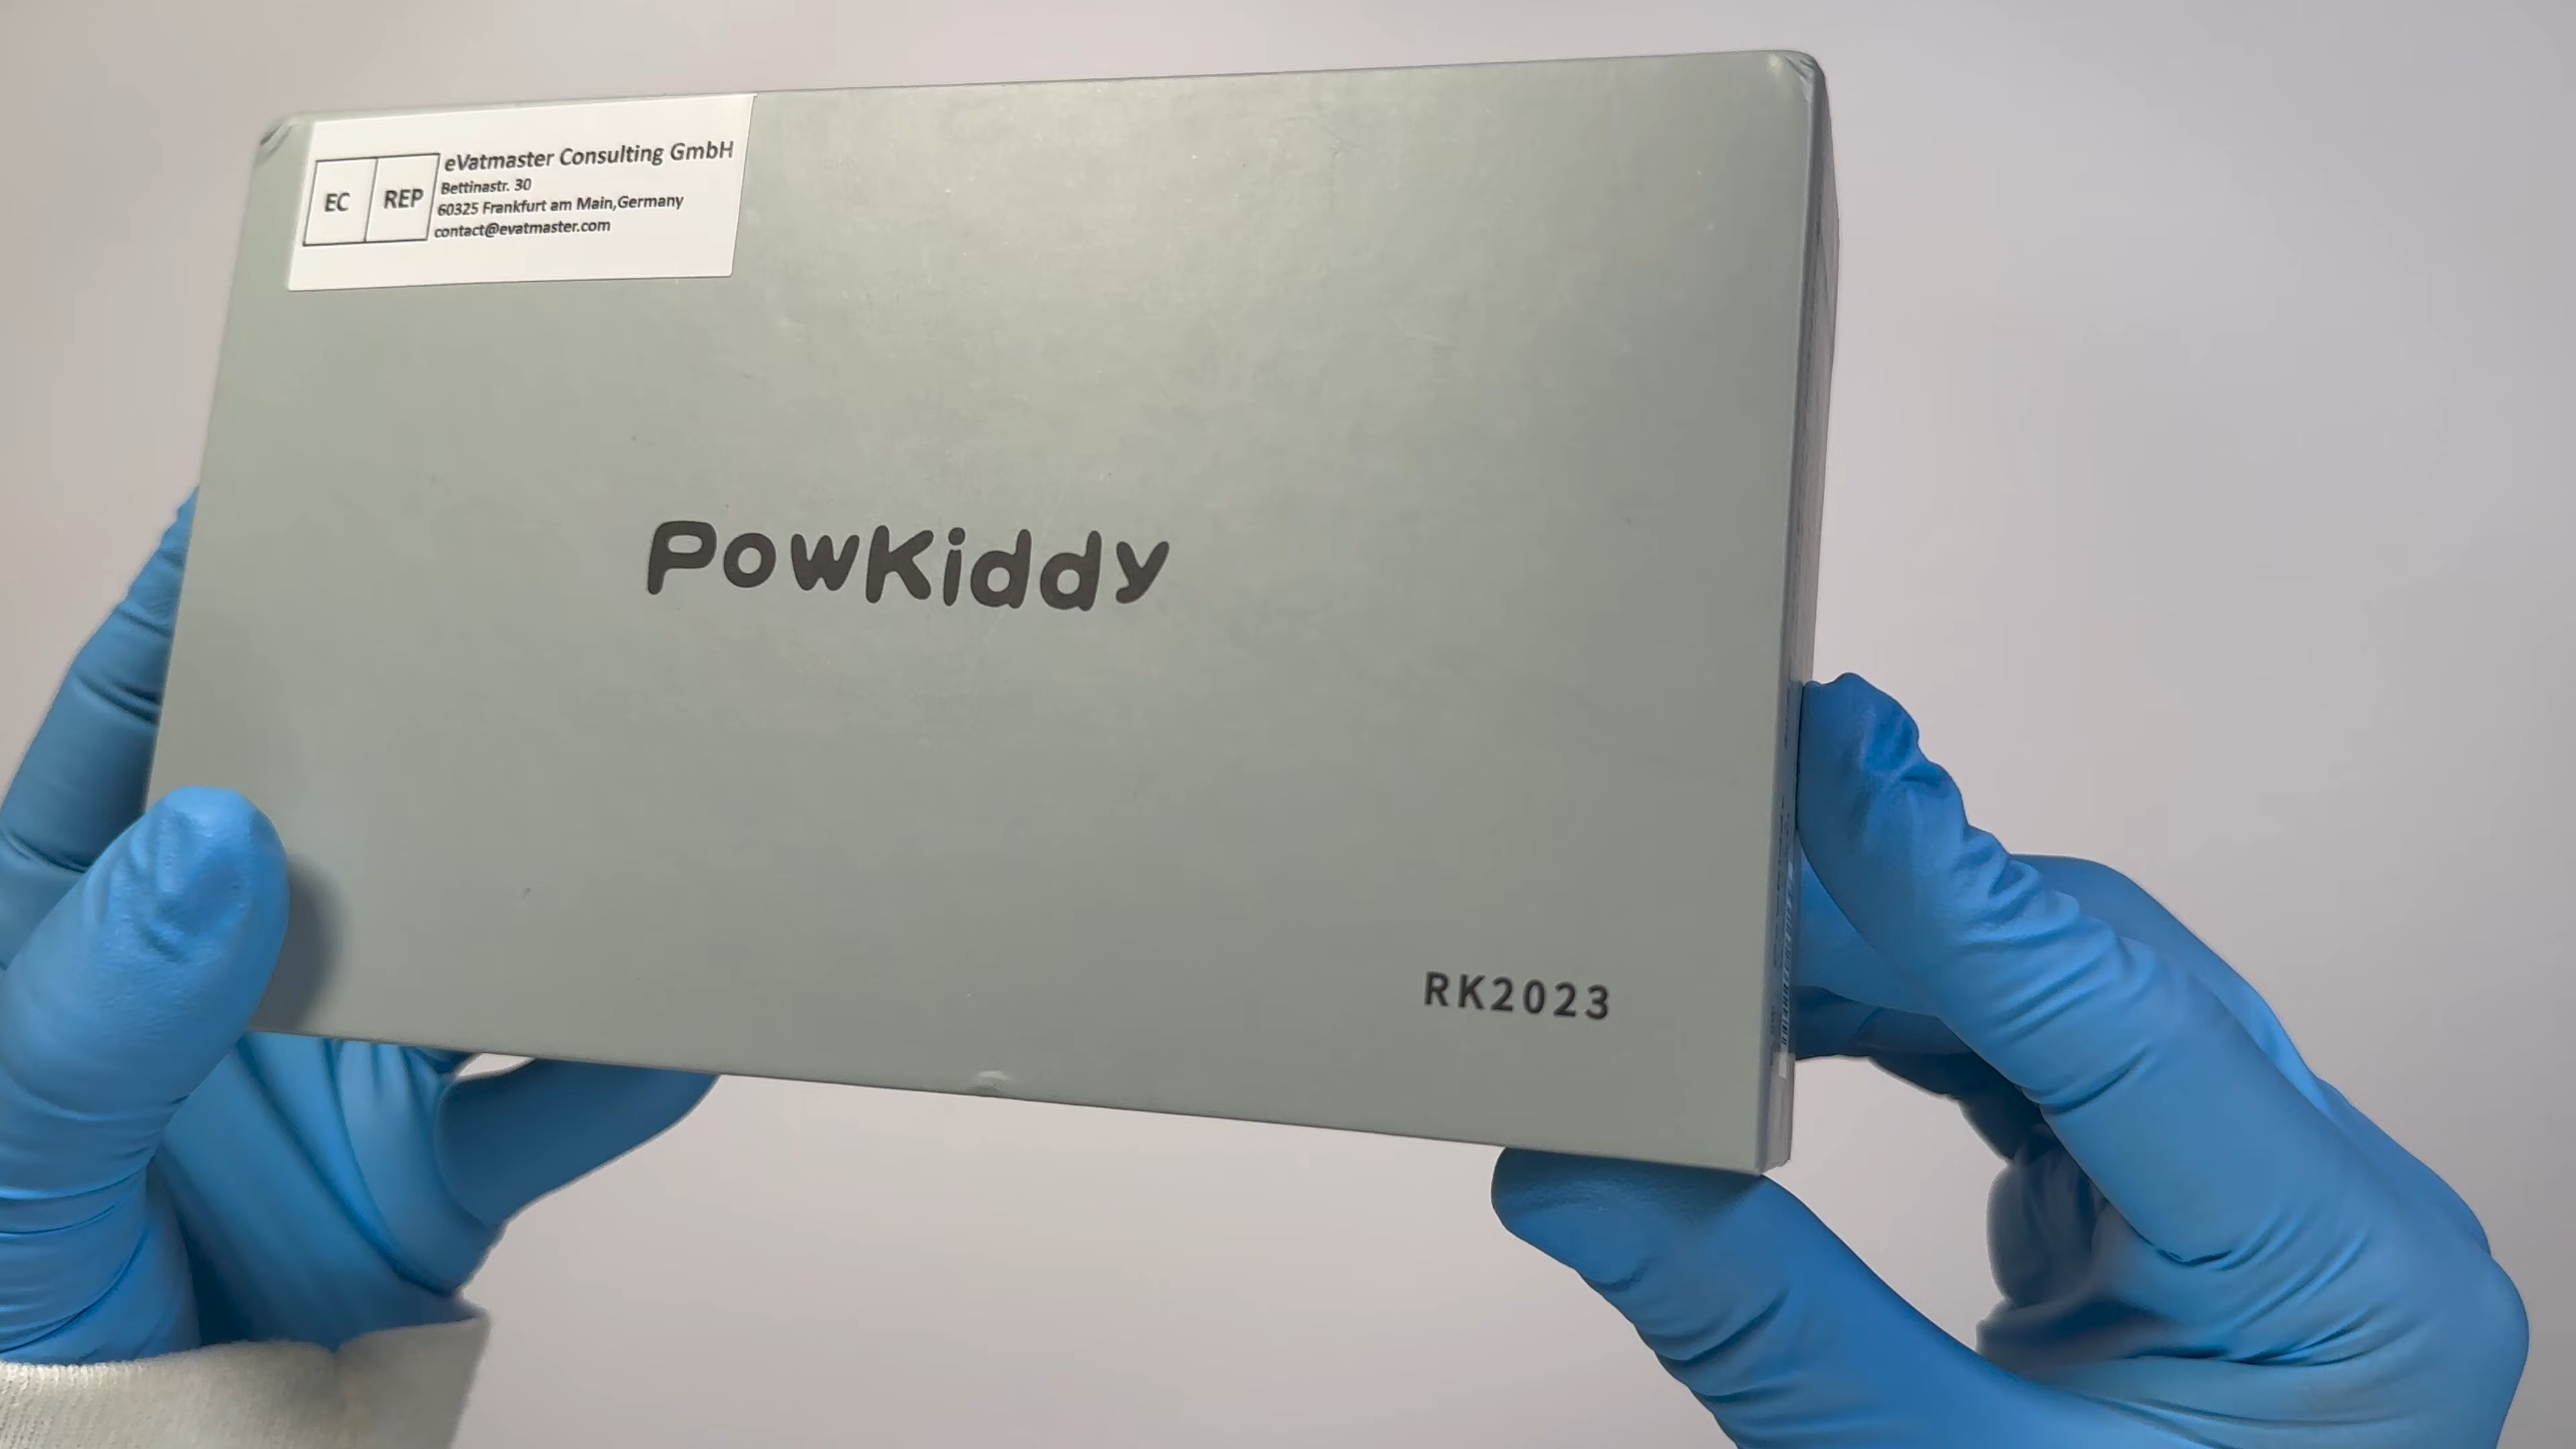 eVatmaster Consulting GmbH
EC REP
Bettinastr. 30
60325 Frankfurt am Main,Germany
contact@evatmaster.com
PowKiddy
RK2023